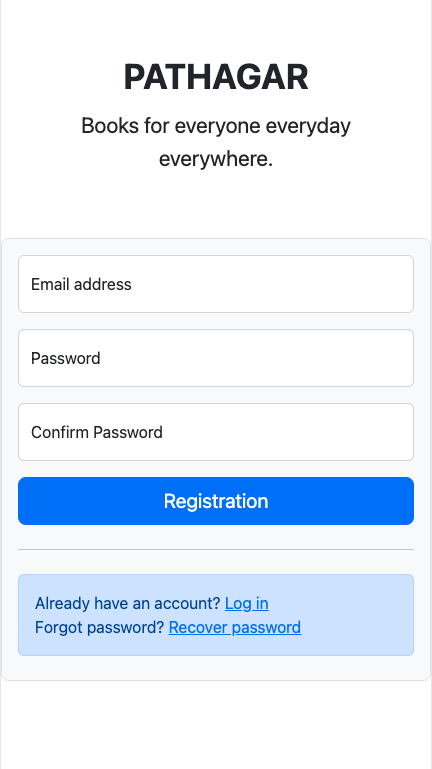 PATHAGAR
Books for everyone everyday
everywhere.
Email address
Password
Confirm Password
Registration
Already have an account? Log in
Forgot password? Recover password